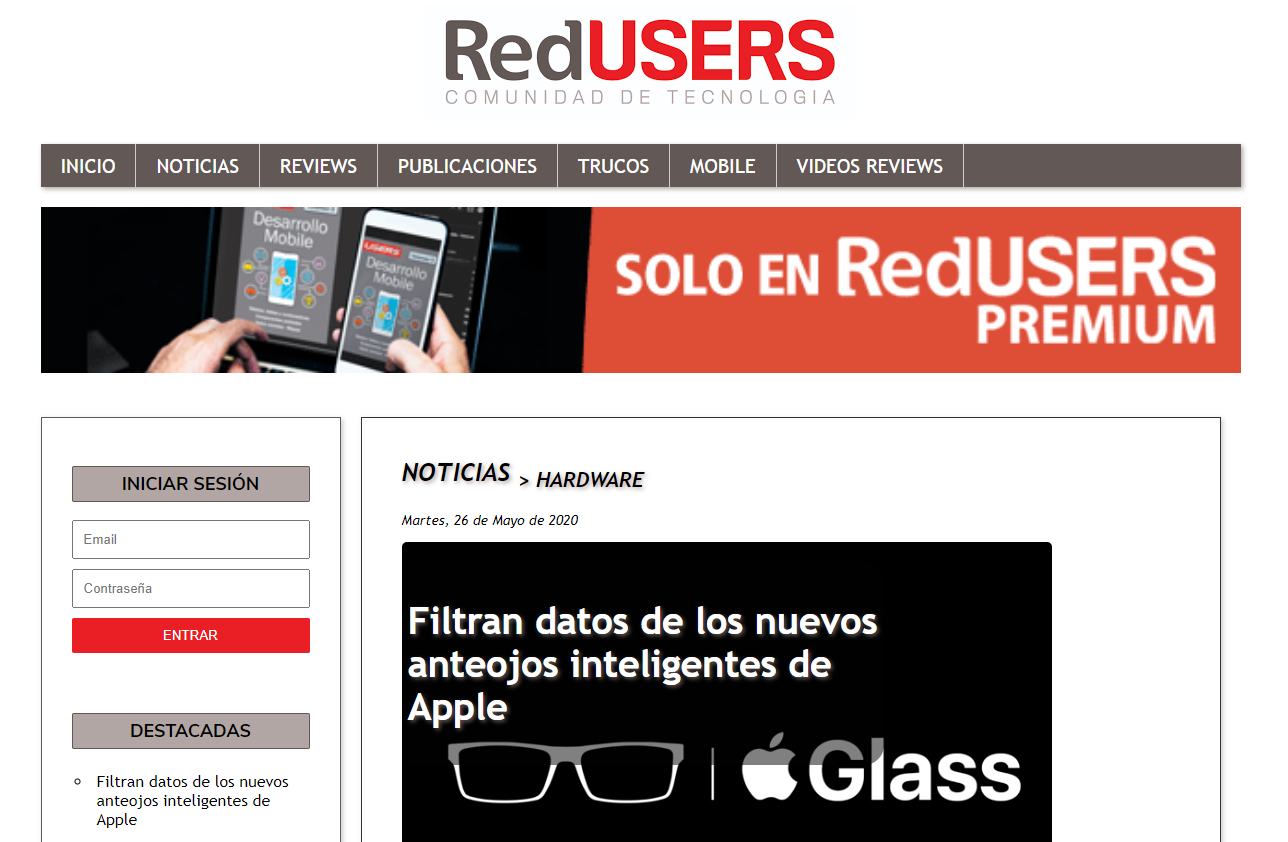 RedUSERS
COMUNIDAD DE TECNOLOGIA
INICIO NOTICIAS REVIEWS PUBLICACIONES TRUCOS MOBILE VIDEOS REVIEWS
Desarrollo
Mobile
USERS
Desarrollo
Mobile
SOLO EN RedUSERS
PREMIUM
INICIAR SESIÓN
Email
Contraseña
ENTRAR
DESTACADAS
Filtran datos de los nuevos
anteojos inteligentes de
Apple
NOTICIAS > HARDWARE
Martes, 26 de Mayo de 2020
Filtran datos de los nuevos
anteojos inteligentes de
Apple
Glass